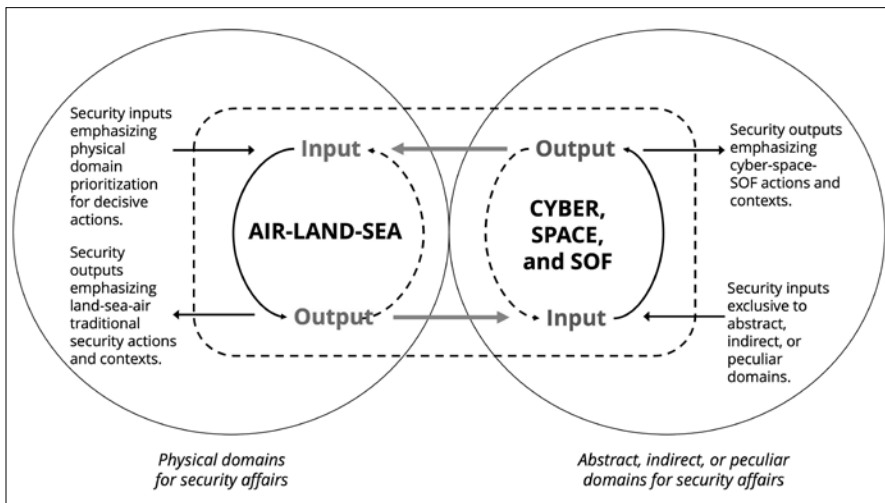 Security inputs
emphasizing
physical
domain
prioritization
for decisive
actions.
Security
outputs
emphasizing
land-sea-air
traditional
security actions
and contexts.
Input
AIR-LAND-SEA
Output
Output
CYBER,
SPACE,
and SOF
Input
Security outputs
emphasizing
cyber-space-
SOF actions and
contexts.
Security inputs
exclusive to
abstract,
indirect, or
peculiar
domains.
Physical domains
for security affairs
Abstract, indirect, or peculiar
domains for security affairs